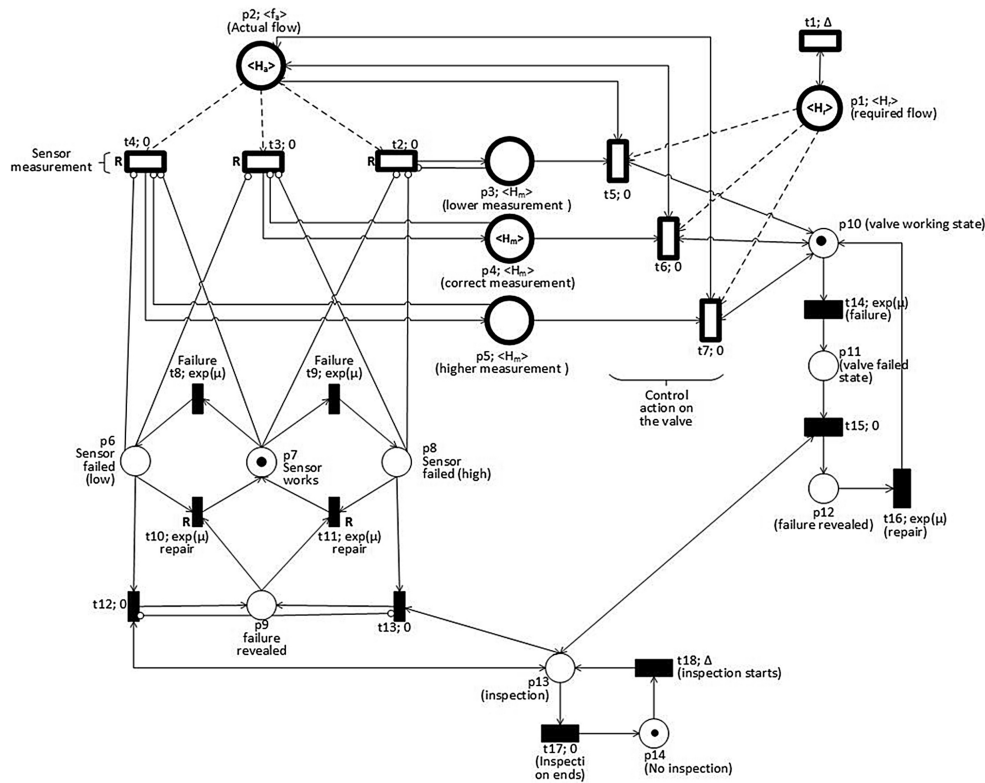 p2; <fₐ>
(Actual flow)
<Hₐ>
t1; Δ
<Hᵣ>
p1; <Hᵣ>
(required flow)
Sensor
measurement
t4; 0
R
t3; 0
R
t2; 0
R
p3; <Hₘ>
(lower measurement )
t5; 0
<Hₘ>
p4; <Hₘ>
(correct measurement)
t6; 0
p10 (valve working state)
p5; <Hₘ>
(higher measurement )
t7; 0
t14; exp(μ)
(failure)
p11
(valve failed
state)
Control
action on
the valve
Failure
t8; exp(μ)
Failure
t9; exp(μ)
t15; 0
p6
Sensor
failed
(low)
p7
Sensor
works
p8
Sensor
failed (high)
p12
(failure revealed)
t16; exp(μ)
(repair)
R
t10; exp(μ)
repair
R
t11; exp(μ)
repair
t12; 0
p9
failure
revealed
t13; 0
p13
(inspection)
t18; Δ
(inspection starts)
t17; 0
(Inspecti
on ends)
p14
(No inspection)